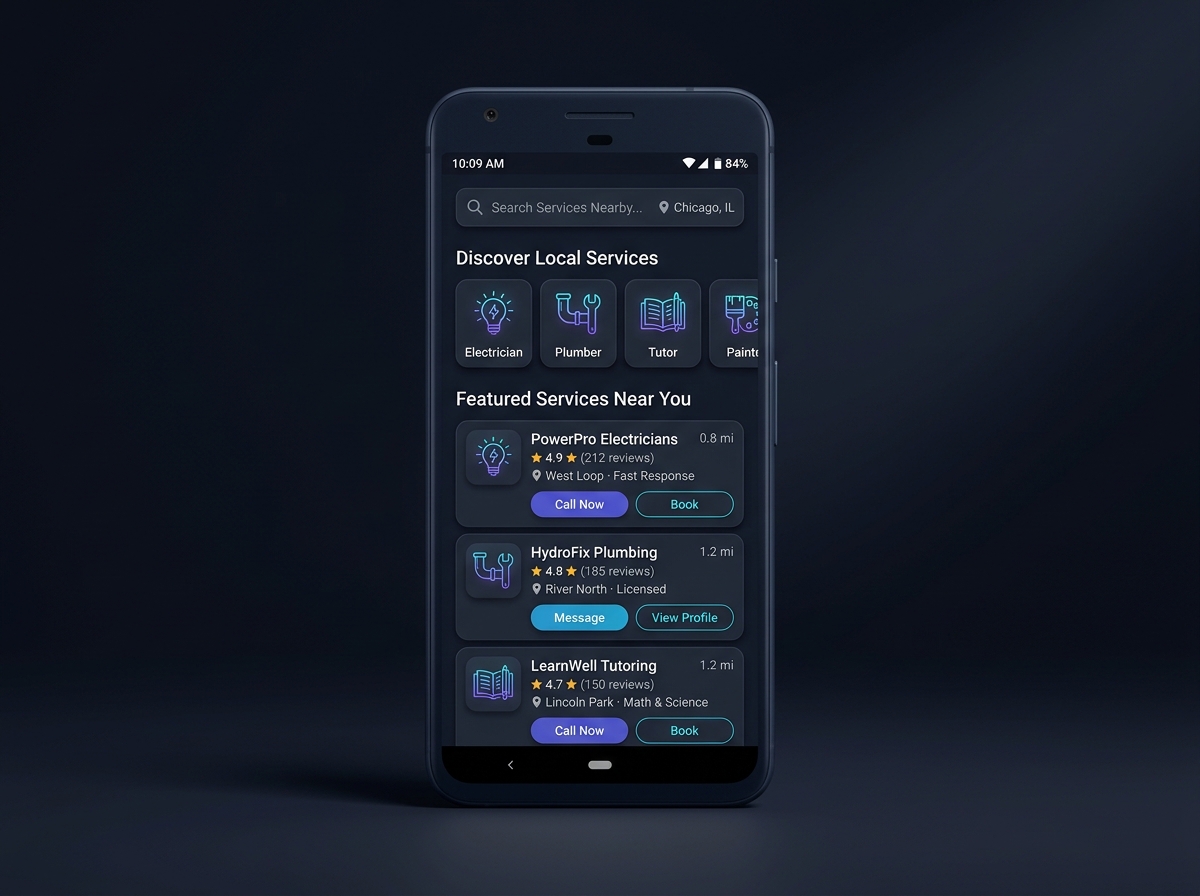 10:09 AM 84%
Search Services Nearby... Chicago, IL
Discover Local Services
Electrician Plumber Tutor Painte
Featured Services Near You
PowerPro Electricians 0.8 mi
★ 4.9 ★ (212 reviews)
West Loop · Fast Response
Call Now Book
HydroFix Plumbing 1.2 mi
★ 4.8 ★ (185 reviews)
River North · Licensed
Message View Profile
LearnWell Tutoring 1.2 mi
★ 4.7 ★ (150 reviews)
Lincoln Park · Math & Science
Call Now Book